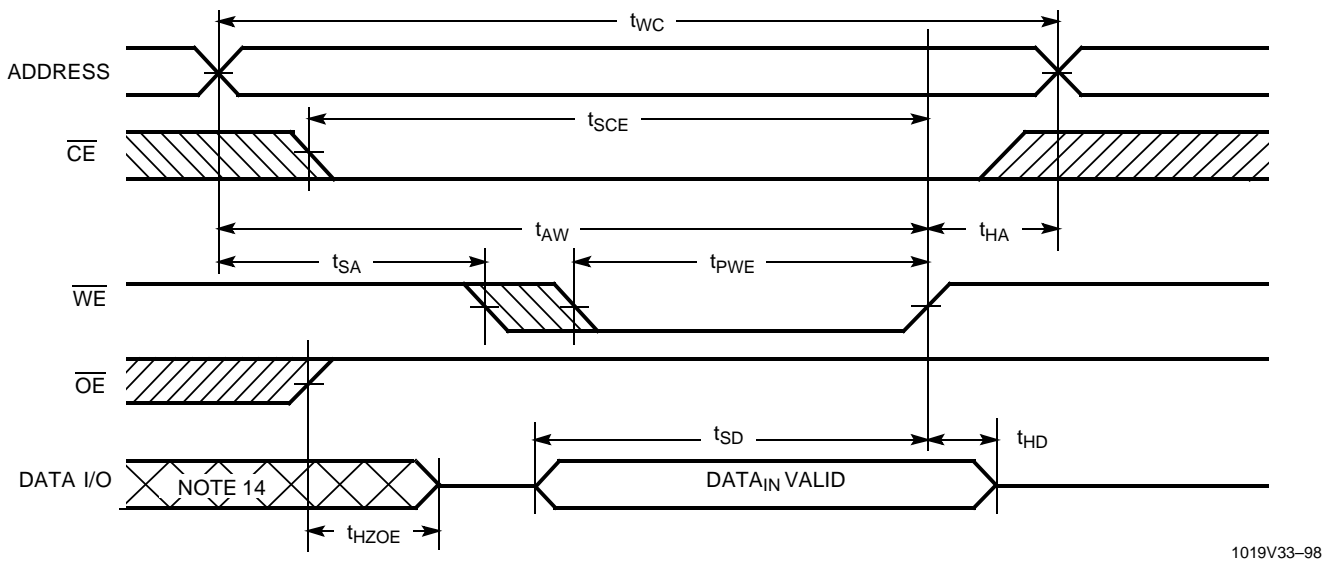 tWC
ADDRESS
tSCE
CE
tAW
tHA
tSA
tPWE
WE
OE
tSD
tHD
DATA I/O
NOTE 14
DATAIN VALID
tHZOE
1019V33–98